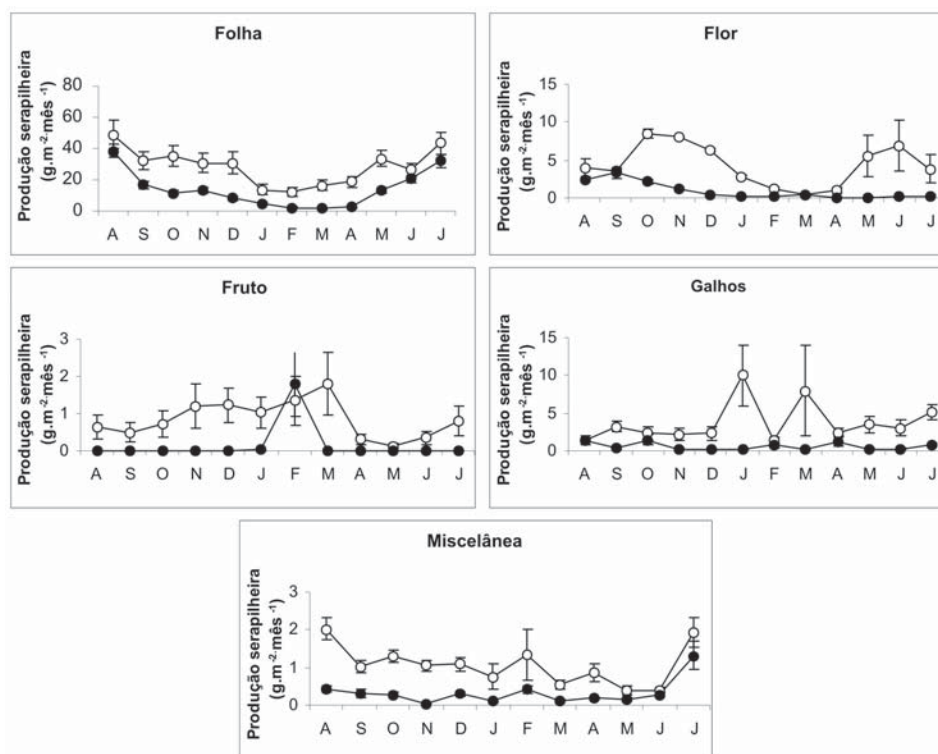 Folha
Produção serapilheira
(g.m⁻².mês ⁻¹)
80
60
40
20
0
A S O N D J F M A M J J
Flor
Produção serapilheira
(g.m⁻².mês ⁻¹)
15
10
5
0
A S O N D J F M A M J J
Fruto
Produção serapilheira
(g.m⁻².mês ⁻¹)
3
2
1
0
A S O N D J F M A M J J
Galhos
Produção serapilheira
(g.m⁻².mês ⁻¹)
15
10
5
0
A S O N D J F M A M J J
Miscelânea
Produção serapilheira
(g.m⁻².mês ⁻¹)
3
2
1
0
A S O N D J F M A M J J